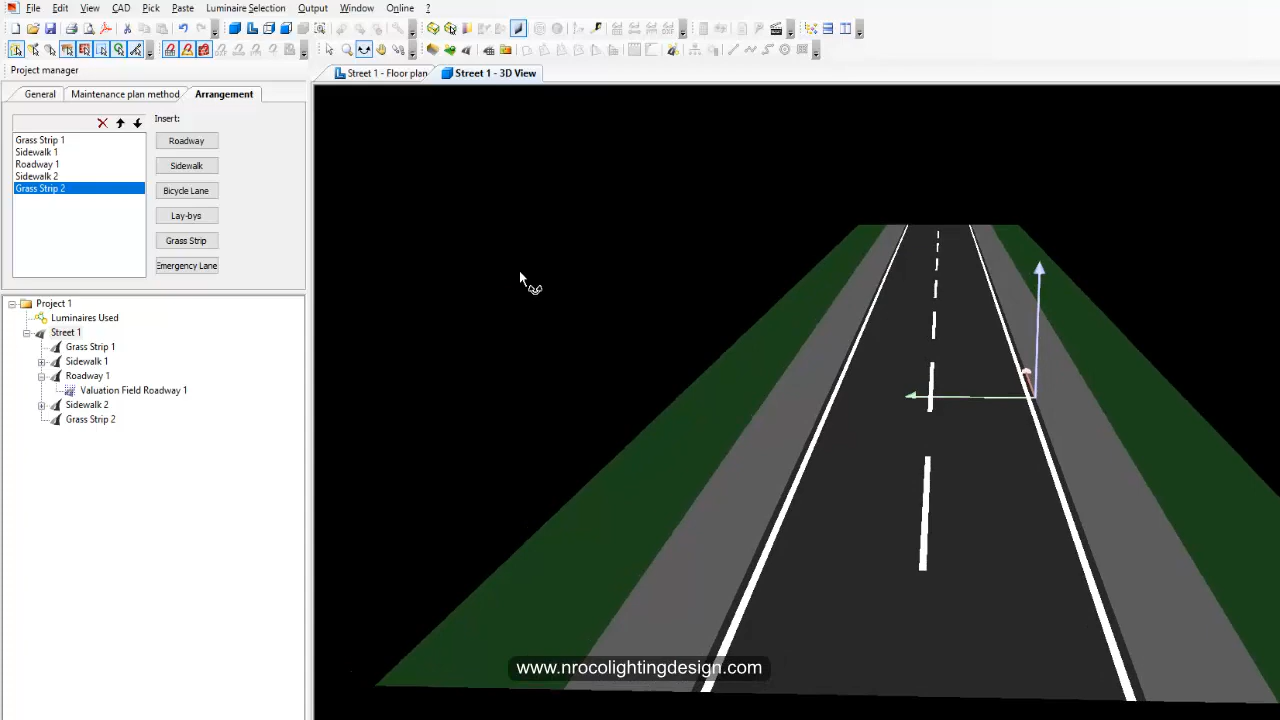 File Edit View CAD Pick Paste Luminaire Selection Output Window Online ?
Project manager
Street 1 - Floor plan Street 1 - 3D View
General Maintenance plan method Arrangement
Insert:
Grass Strip 1
Sidewalk 1
Roadway 1
Sidewalk 2
Grass Strip 2
Roadway
Sidewalk
Bicycle Lane
Lay-bys
Grass Strip
Emergency Lane
Project 1
Luminaires Used
Street 1
Grass Strip 1
Sidewalk 1
Roadway 1
Valuation Field Roadway 1
Sidewalk 2
Grass Strip 2
www.nrocolightingdesign.com